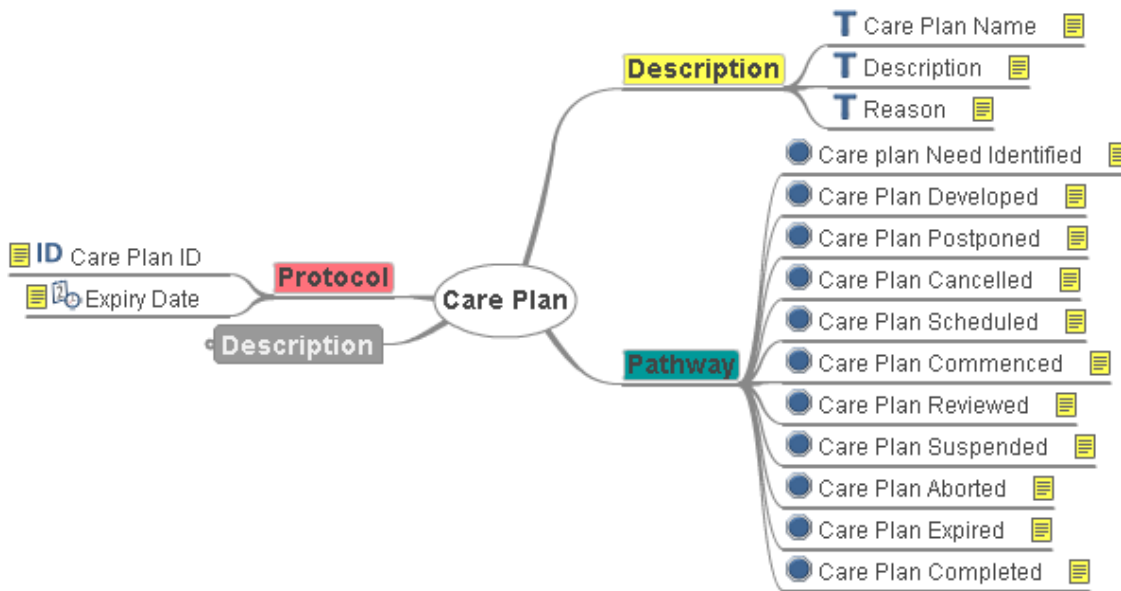 T Care Plan Name
Description
T Description
T Reason
Care plan Need Identified
Care Plan Developed
ID Care Plan ID
Care Plan Postponed
Protocol
Care Plan Cancelled
Expiry Date
Care Plan
Care Plan Scheduled
Description
Pathway
Care Plan Commenced
Care Plan Reviewed
Care Plan Suspended
Care Plan Aborted
Care Plan Expired
Care Plan Completed